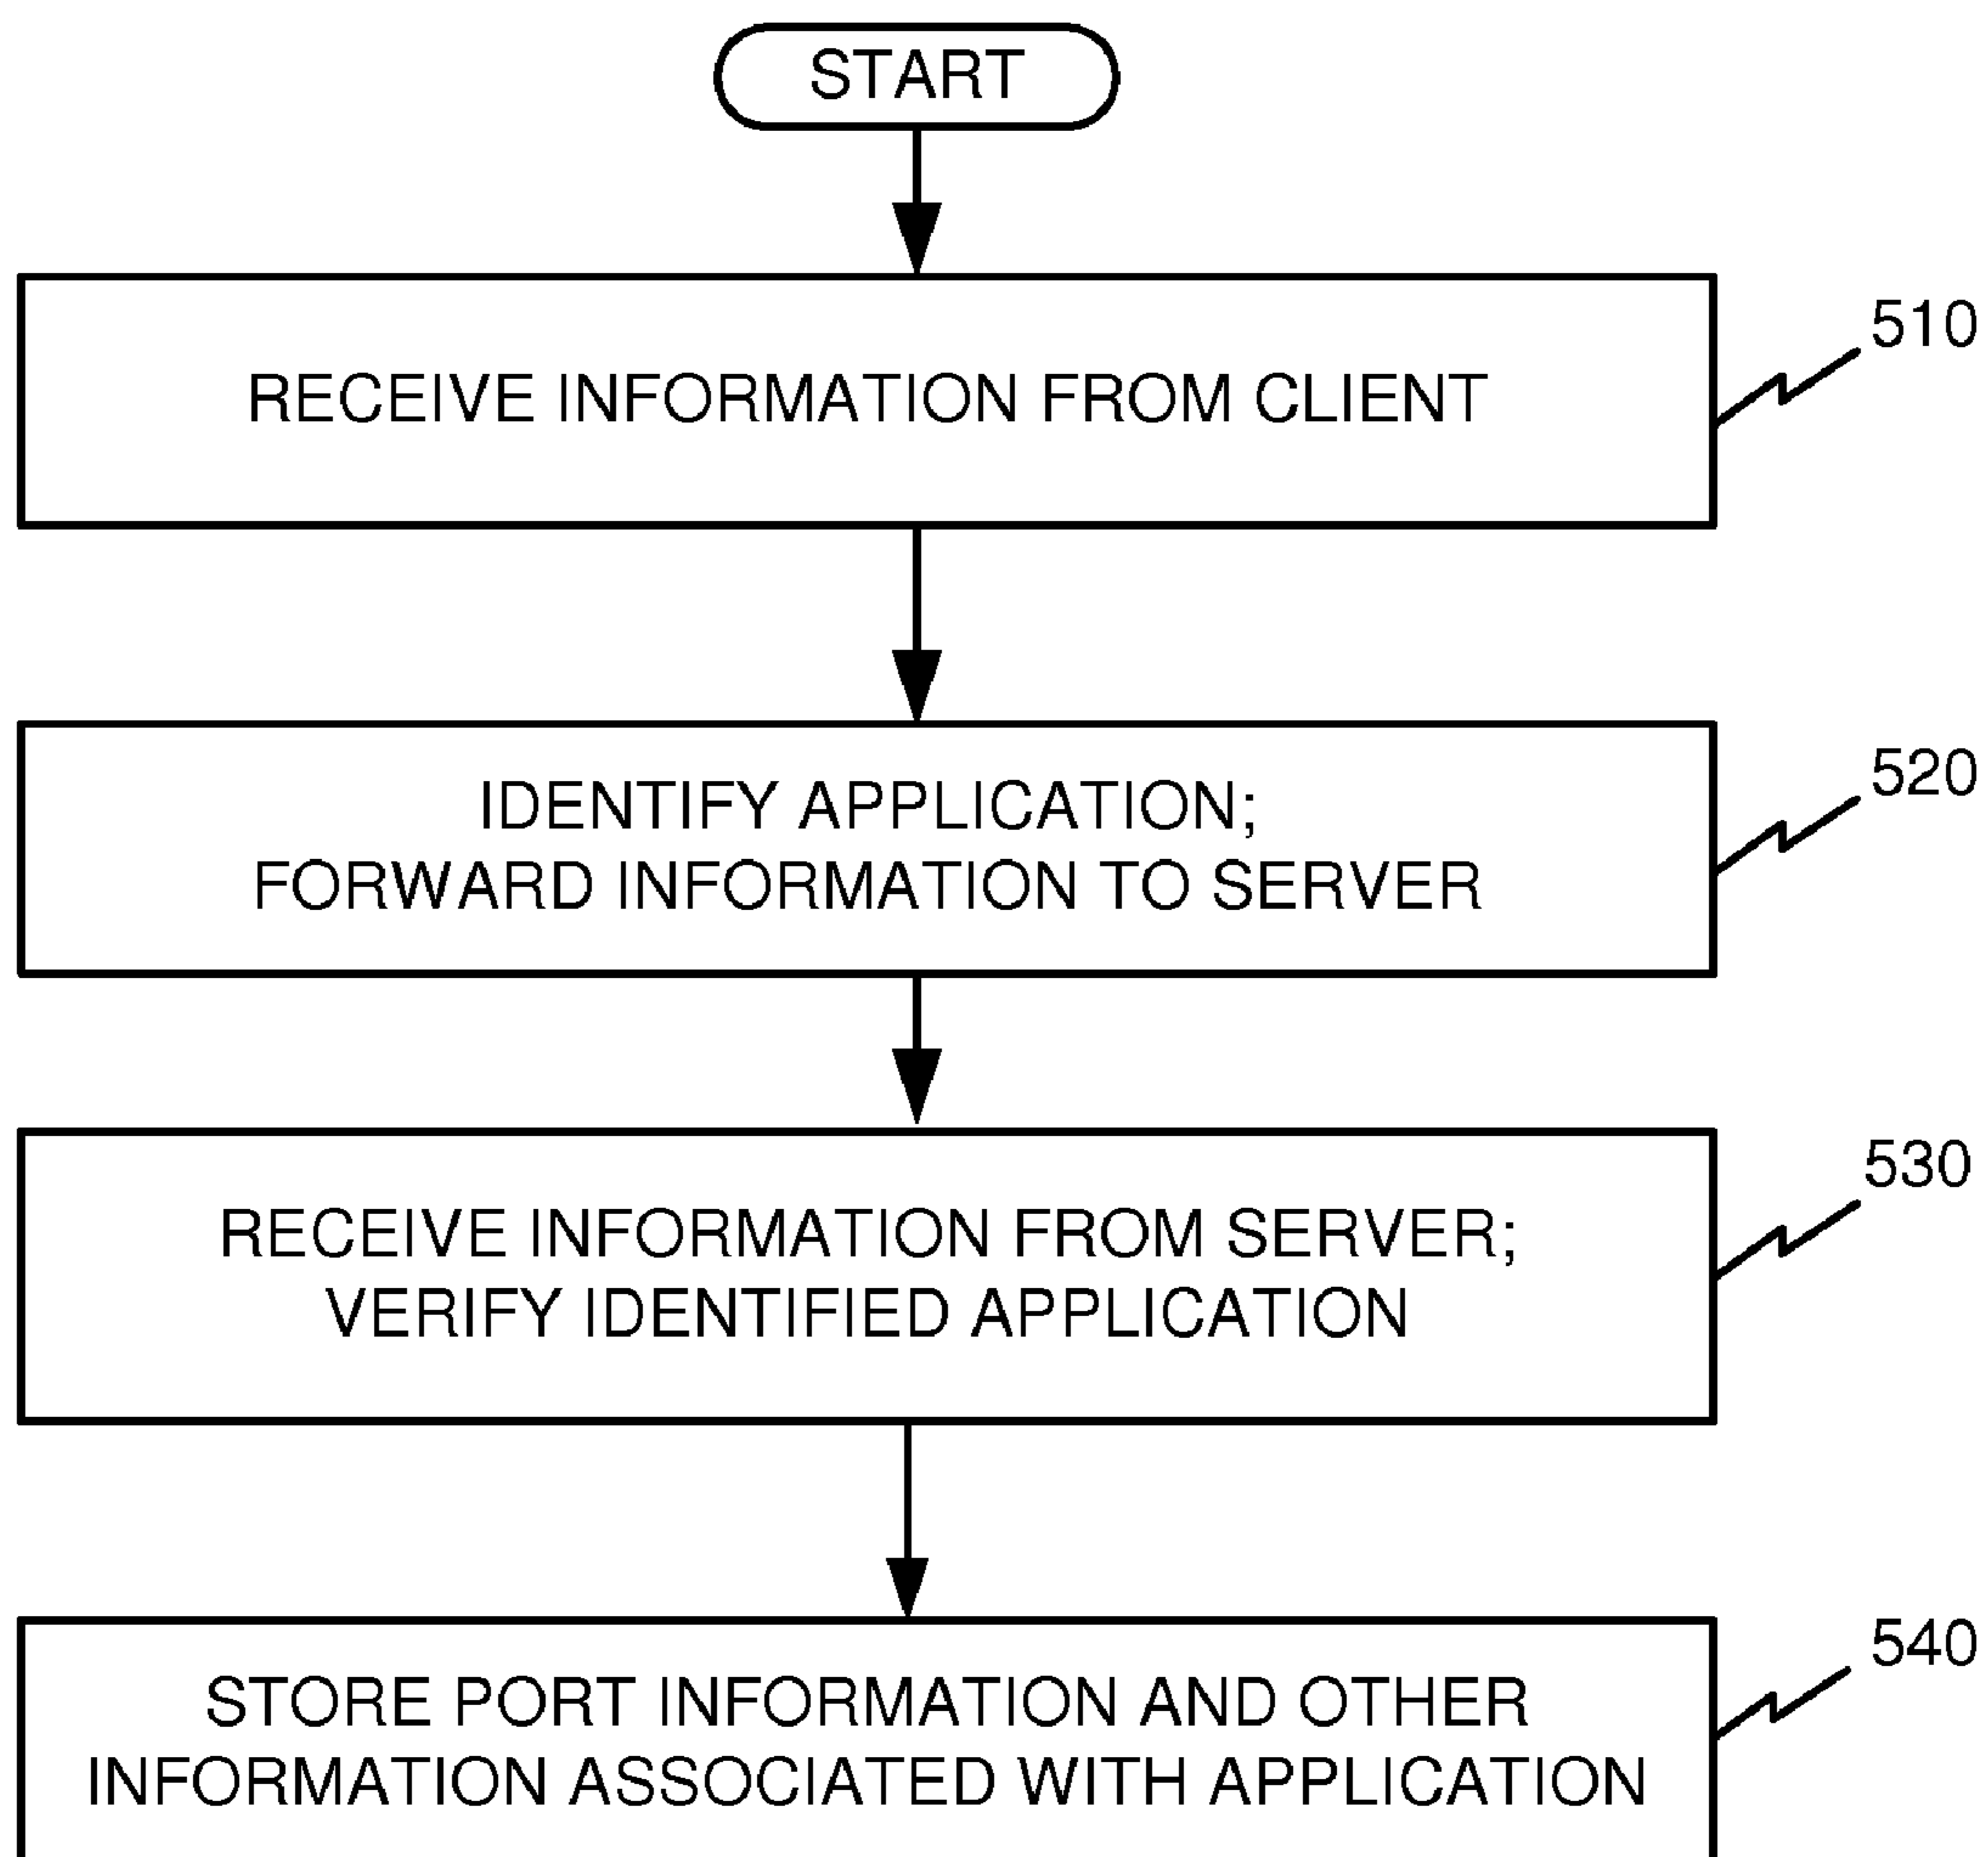 START
510
RECEIVE INFORMATION FROM CLIENT
520
IDENTIFY APPLICATION;
FORWARD INFORMATION TO SERVER
530
RECEIVE INFORMATION FROM SERVER;
VERIFY IDENTIFIED APPLICATION
540
STORE PORT INFORMATION AND OTHER
INFORMATION ASSOCIATED WITH APPLICATION